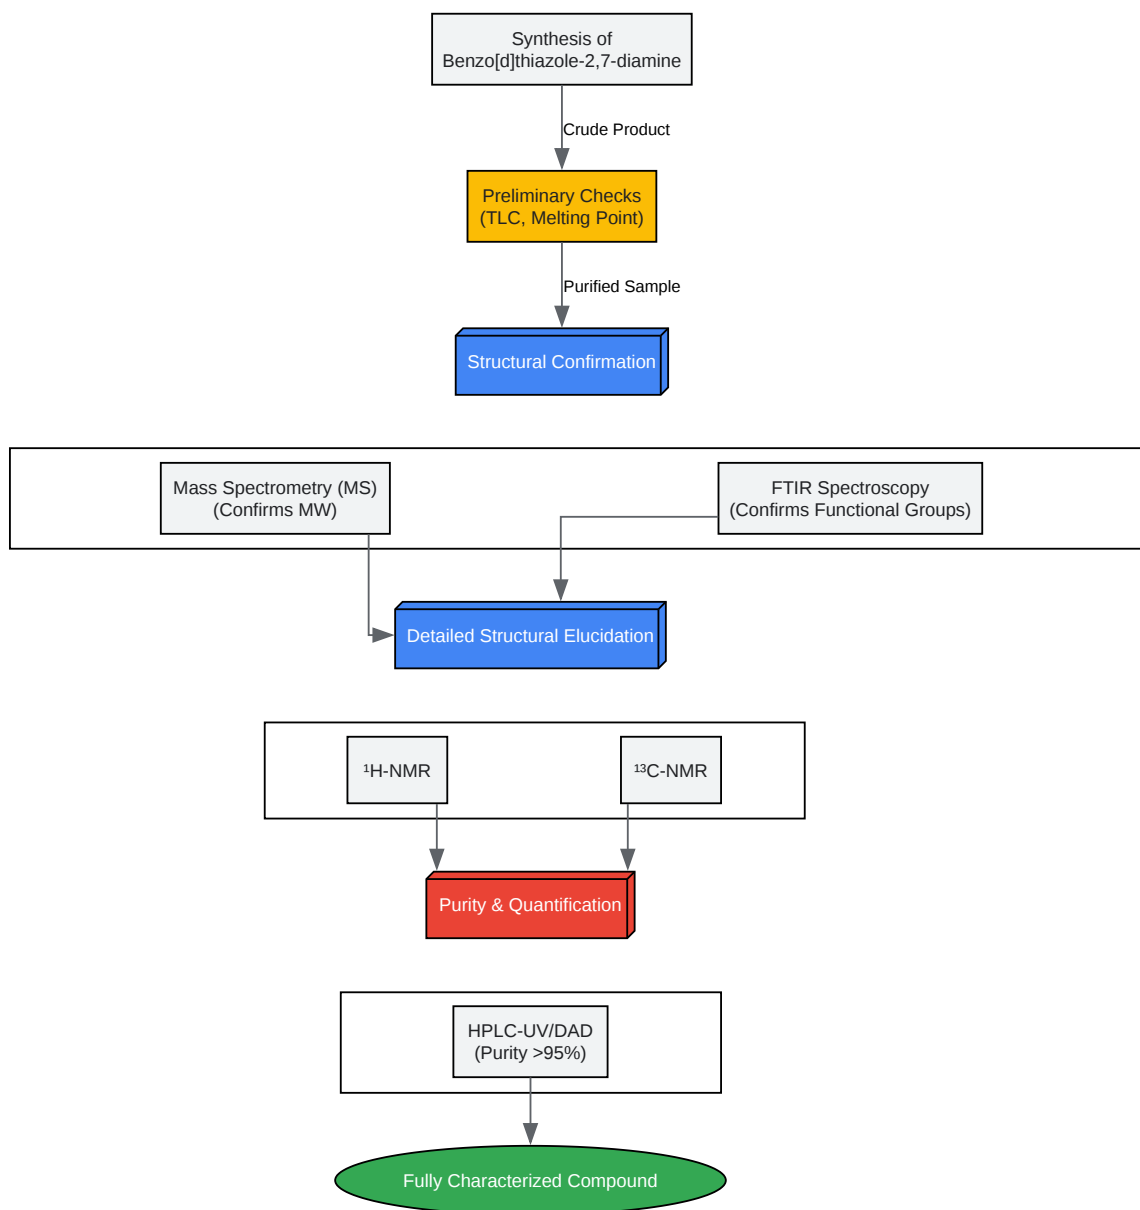 Synthesis of
Benzo[d]thiazole-2,7-diamine
Crude Product
Preliminary Checks
(TLC, Melting Point)
Purified Sample
Structural Confirmation
Mass Spectrometry (MS)
(Confirms MW)
FTIR Spectroscopy
(Confirms Functional Groups)
Detailed Structural Elucidation
¹H-NMR
¹³C-NMR
Purity & Quantification
HPLC-UV/DAD
(Purity >95%)
Fully Characterized Compound